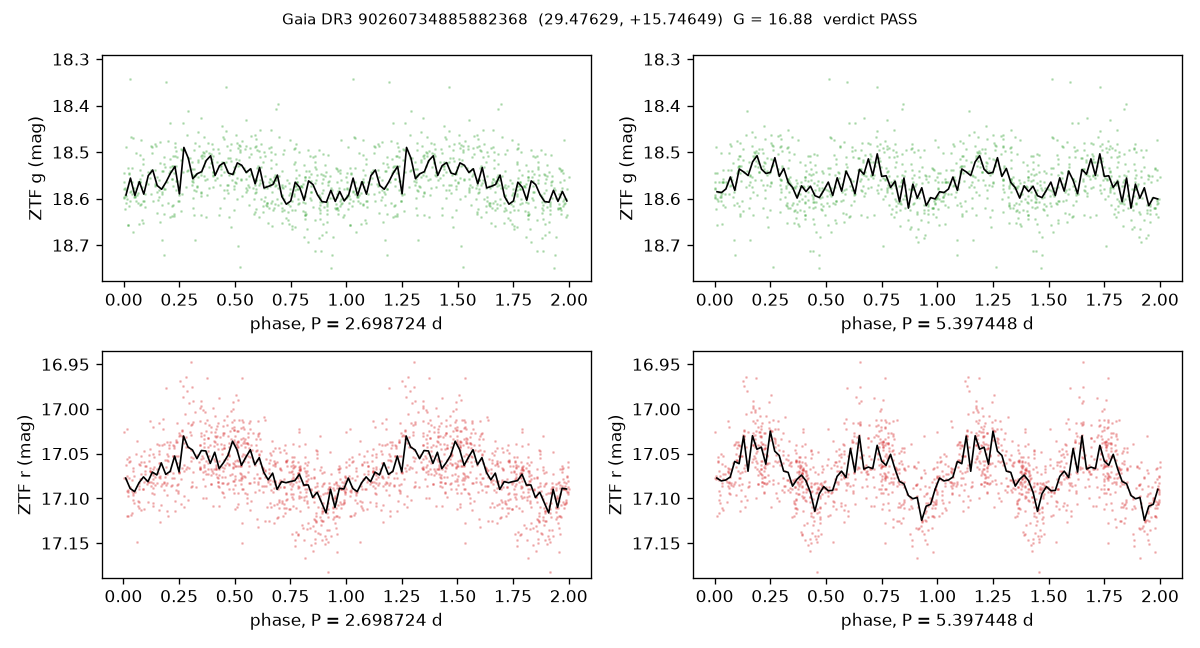 Gaia DR3 90260734885882368 (29.47629, +15.74649) G = 16.88 verdict PASS
18.3
18.4
18.5
18.6
18.7
ZTF g (mag)
0.00 0.25 0.50 0.75 1.00 1.25 1.50 1.75 2.00
phase, P = 2.698724 d
18.3
18.4
18.5
18.6
18.7
ZTF g (mag)
0.00 0.25 0.50 0.75 1.00 1.25 1.50 1.75 2.00
phase, P = 5.397448 d
16.95
17.00
17.05
17.10
17.15
ZTF r (mag)
0.00 0.25 0.50 0.75 1.00 1.25 1.50 1.75 2.00
phase, P = 2.698724 d
16.95
17.00
17.05
17.10
17.15
ZTF r (mag)
0.00 0.25 0.50 0.75 1.00 1.25 1.50 1.75 2.00
phase, P = 5.397448 d